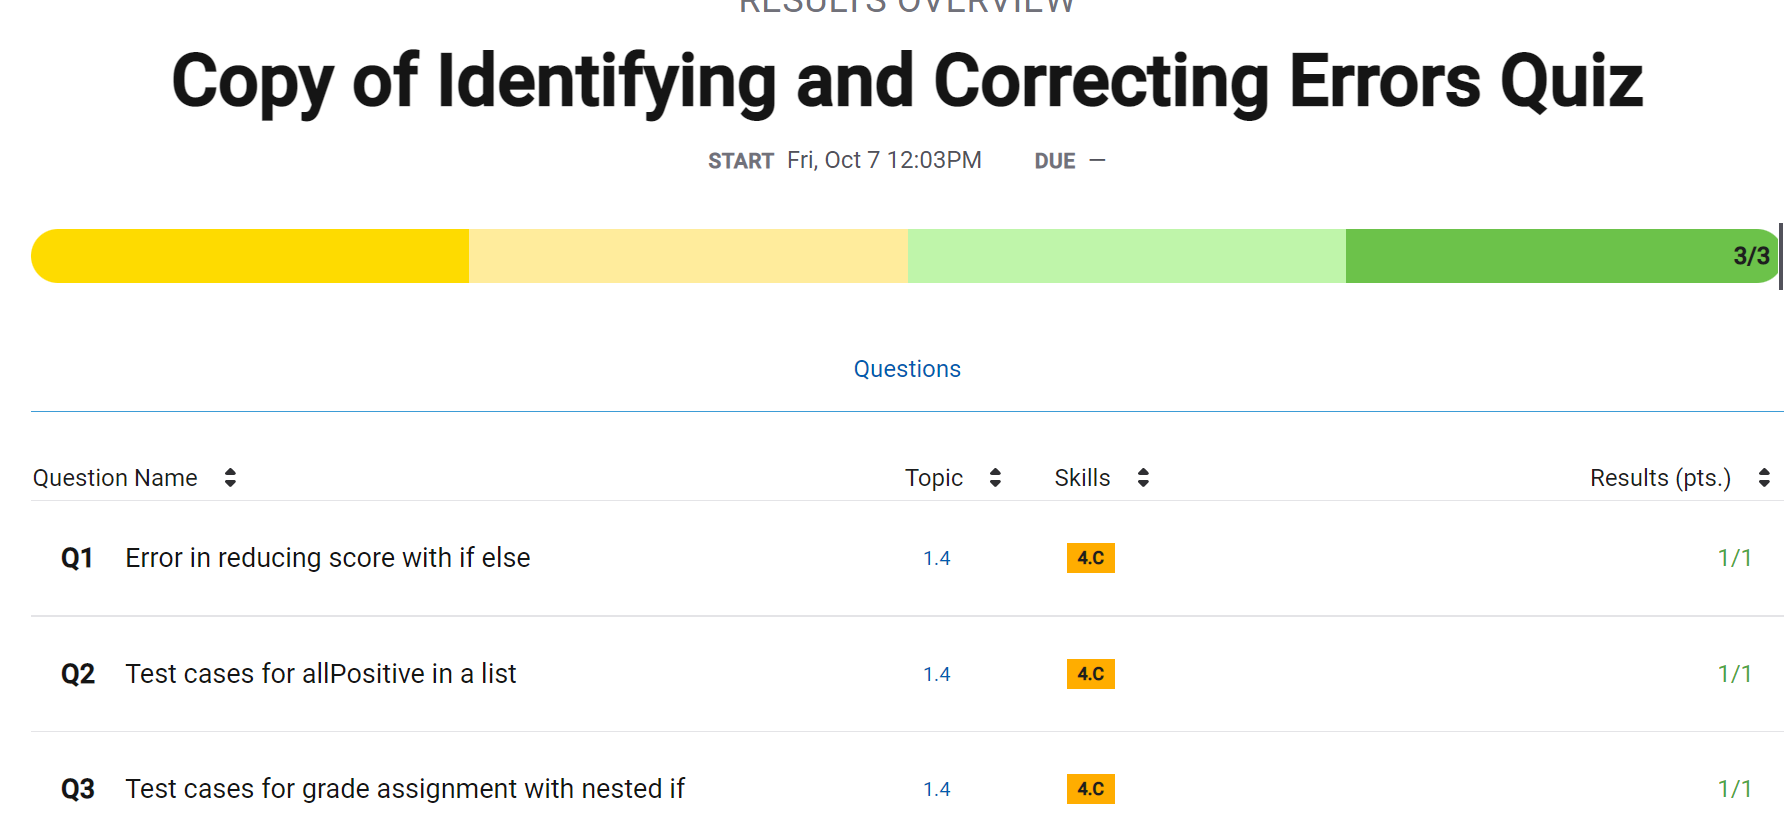 RESULTS OVERVIEW
Copy of Identifying and Correcting Errors Quiz
START Fri, Oct 7 12:03PM DUE —
3/3
Questions
Question Name Topic Skills Results (pts.)
Q1 Error in reducing score with if else 1.4 4.C 1/1
Q2 Test cases for allPositive in a list 1.4 4.C 1/1
Q3 Test cases for grade assignment with nested if 1.4 4.C 1/1